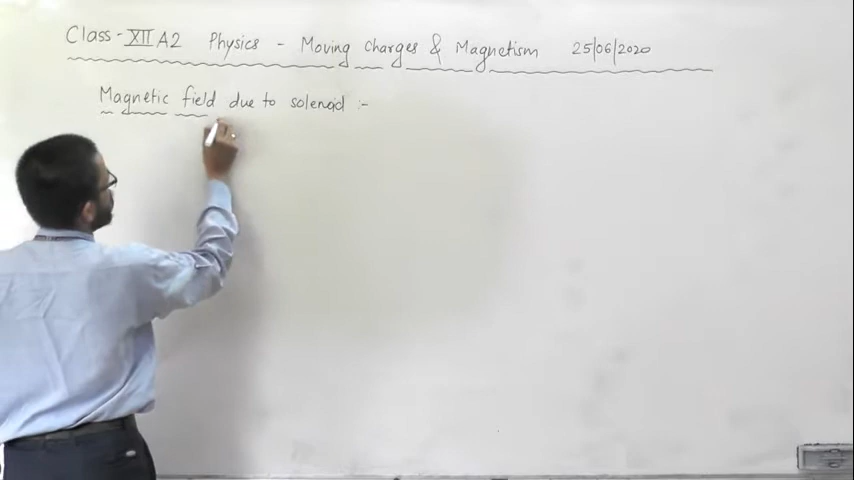 Class - XII A2 Physics - Moving Charges & Magnetism 25/06/2020
Magnetic field due to solenoid :-